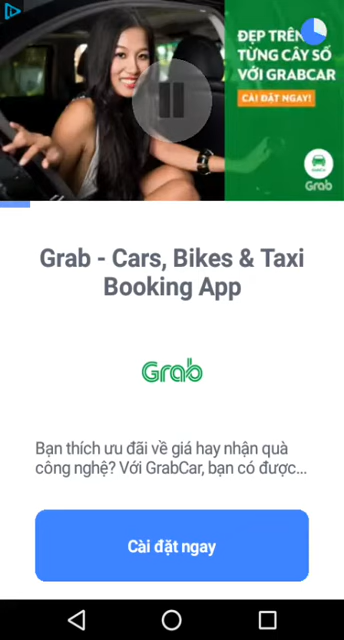 ĐẸP TRÊN
TỪNG CÂY SỐ
VỚI GRABCAR
CÀI ĐẶT NGAY!
Grab
Grab - Cars, Bikes & Taxi
Booking App
Grab
Bạn thích ưu đãi về giá hay nhận quà
công nghệ? Với GrabCar, bạn có được...
Cài đặt ngay